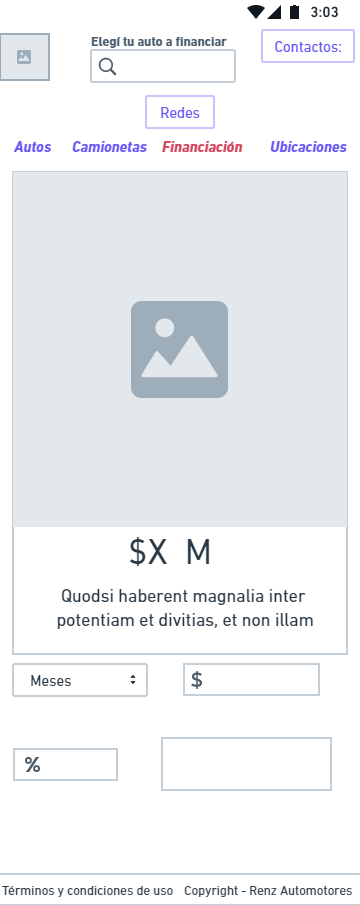 3:03
Elegí tu auto a financiar
Contactos:
Redes
Autos Camionetas Financiación Ubicaciones
$X M
Quodsi haberent magnalia inter
potentiam et divitias, et non illam
Meses
$
%
Términos y condiciones de uso Copyright - Renz Automotores